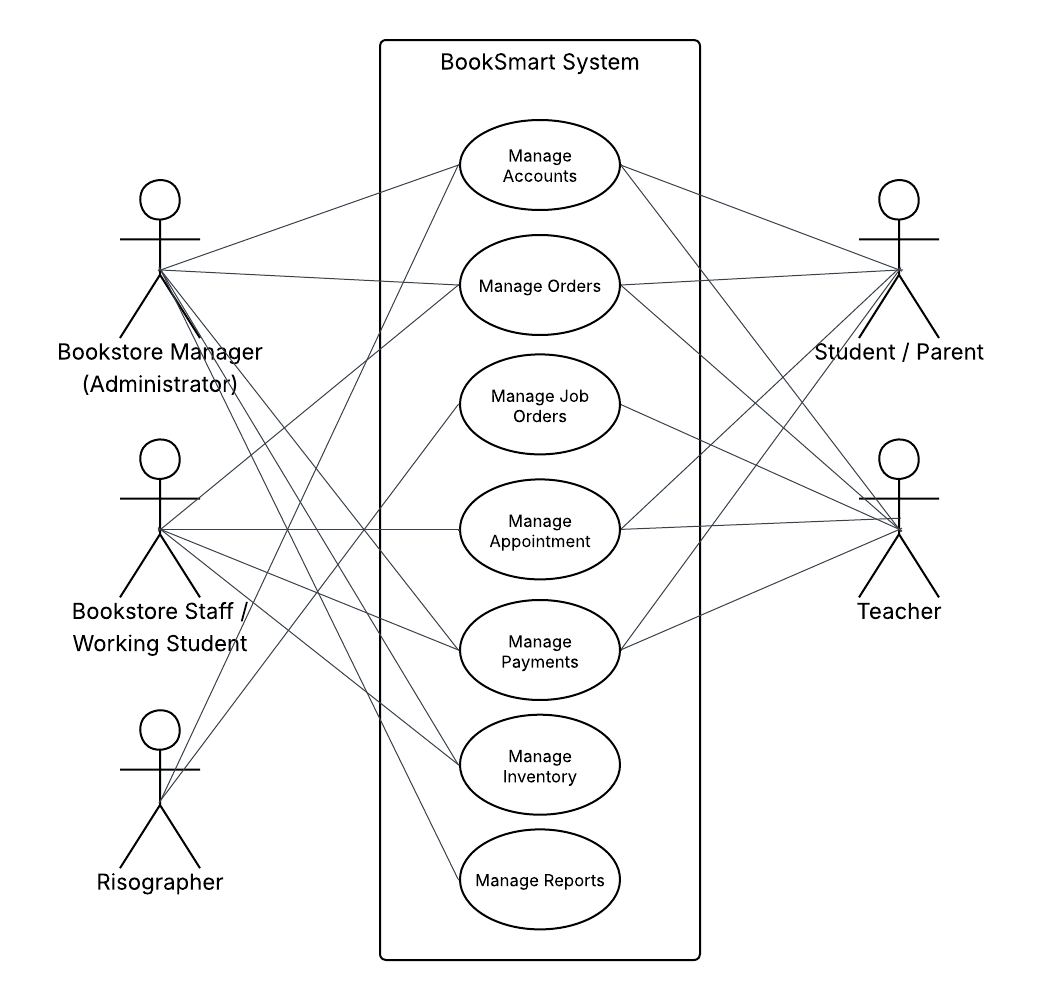 BookSmart System
Manage
Accounts
Manage Orders
Manage Job
Orders
Manage
Appointment
Manage
Payments
Manage
Inventory
Manage Reports
Bookstore Manager
(Administrator)
Bookstore Staff /
Working Student
Risographer
Student / Parent
Teacher